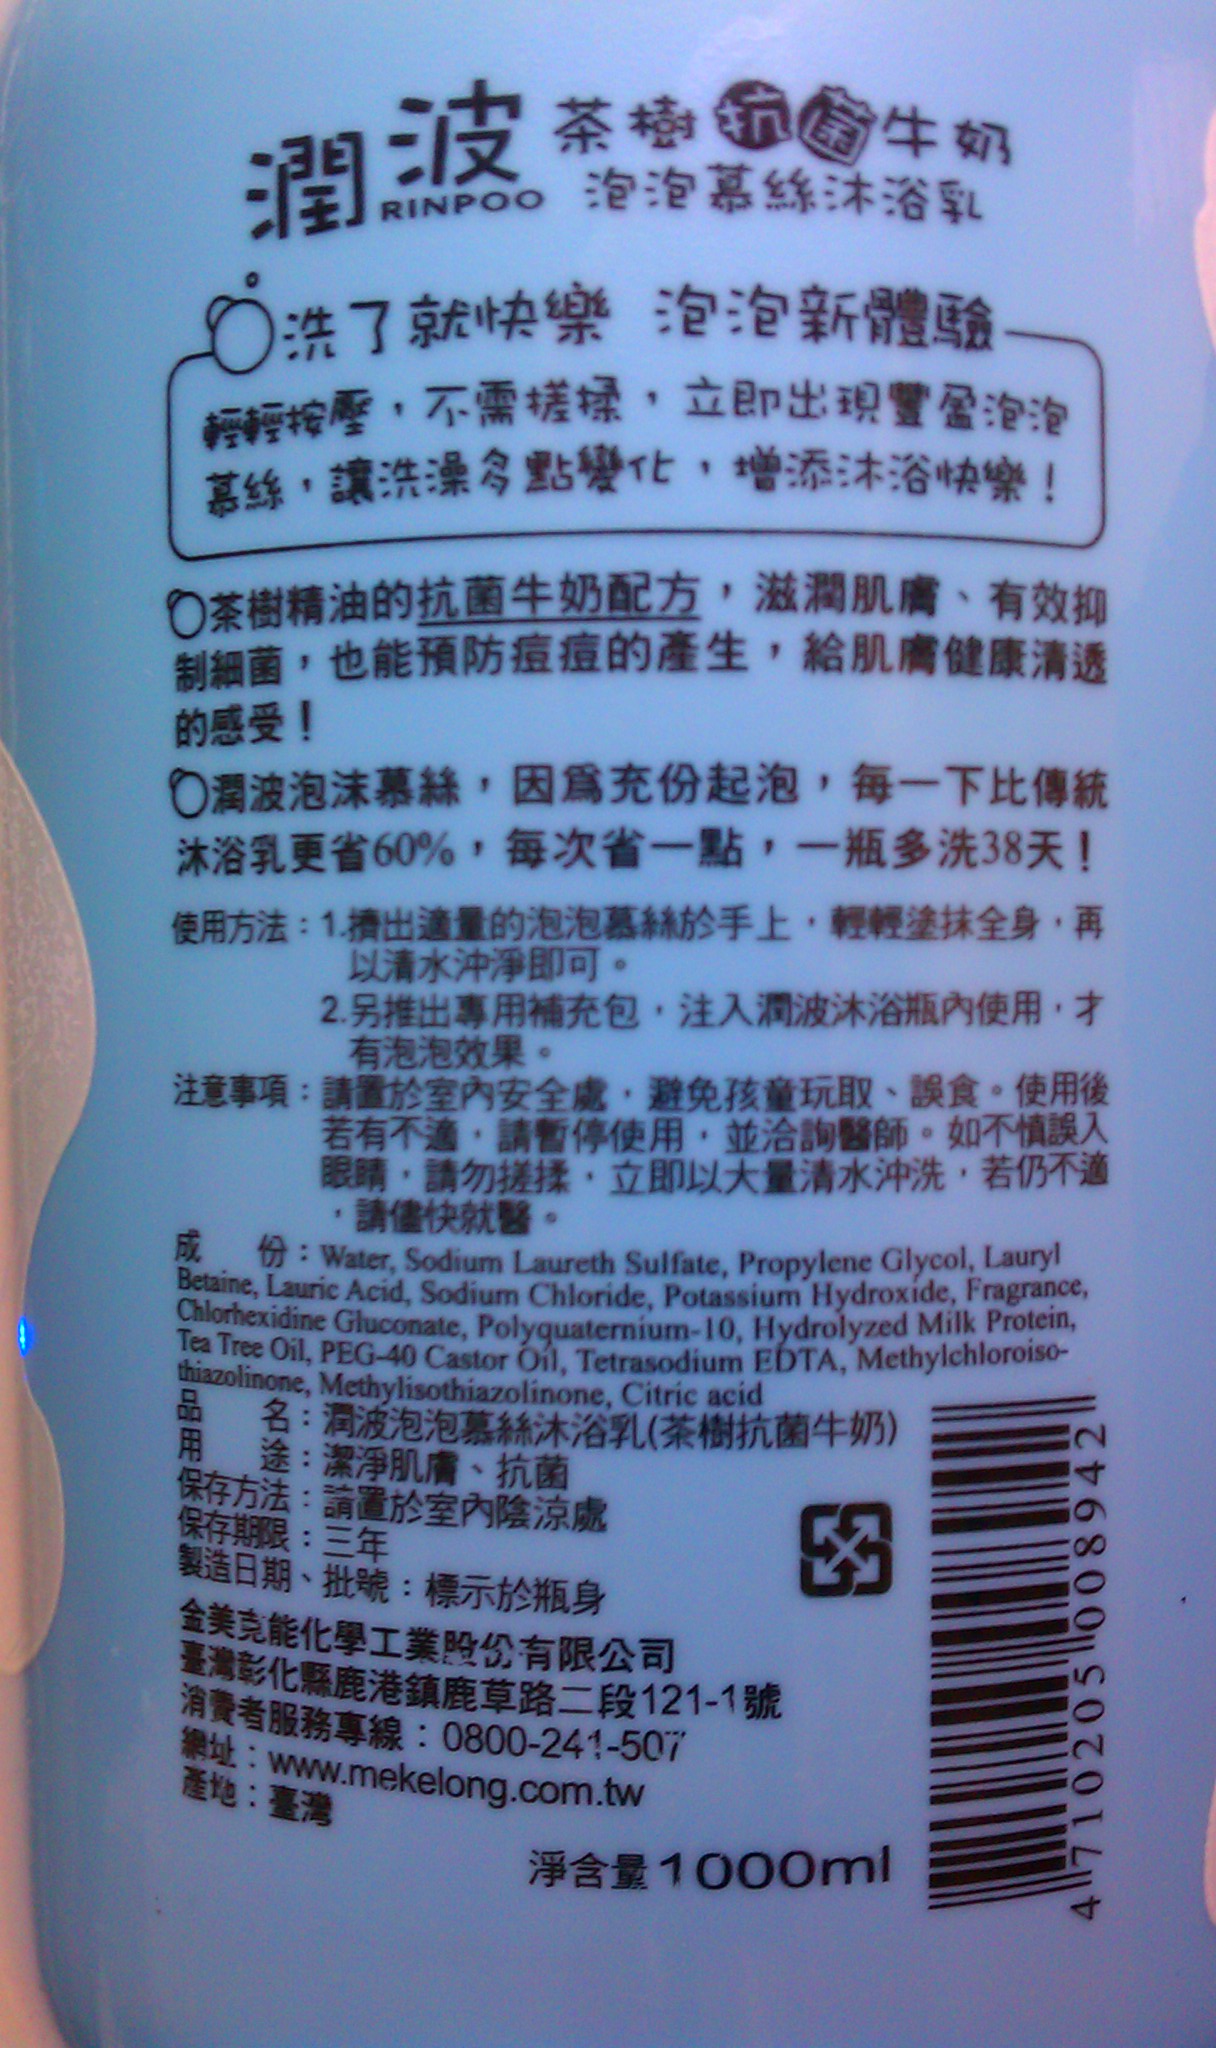 潤波 茶樹抗菌牛奶
RINPOO 泡泡慕絲沐浴乳
洗了就快樂 泡泡新體驗
輕輕按壓，不需搓揉，立即出現豐盈泡泡
慕絲，讓洗澡多點變化，增添沐浴快樂！
茶樹精油的抗菌牛奶配方，滋潤肌膚、有效抑
制細菌，也能預防痘痘的產生，給肌膚健康清透
的感受！
潤波泡沫慕絲，因為充份起泡，每一下比傳統
沐浴乳更省60%，每次省一點，一瓶多洗38天！
使用方法：1.擠出適量的泡泡慕絲於手上，輕輕塗抹全身，再
以清水沖淨即可。
2.另推出專用補充包，注入潤波沐浴瓶內使用，才
有泡泡效果。
注意事項：請置於室內安全處，避免孩童玩取、誤食。使用後
若有不適，請暫停使用，並洽詢醫師。如不慎誤入
眼睛，請勿搓揉，立即以大量清水沖洗，若仍不適
，請儘快就醫。
成 份：Water, Sodium Laureth Sulfate, Propylene Glycol, Lauryl
Betaine, Lauric Acid, Sodium Chloride, Potassium Hydroxide, Fragrance,
Chlorhexidine Gluconate, Polyquaternium-10, Hydrolyzed Milk Protein,
Tea Tree Oil, PEG-40 Castor Oil, Tetrasodium EDTA, Methylchloroiso-
thiazolinone, Methylisothiazolinone, Citric acid
品 名：潤波泡泡慕絲沐浴乳(茶樹抗菌牛奶)
用 途：潔淨肌膚、抗菌
保存方法：請置於室內陰涼處
保存期限：三年
製造日期、批號：標示於瓶身
金美克能化學工業股份有限公司
臺灣彰化縣鹿港鎮鹿草路二段121-1號
消費者服務專線：0800-241-507
網址：www.mekelong.com.tw
產地：臺灣
淨含量1000ml
4710205008942